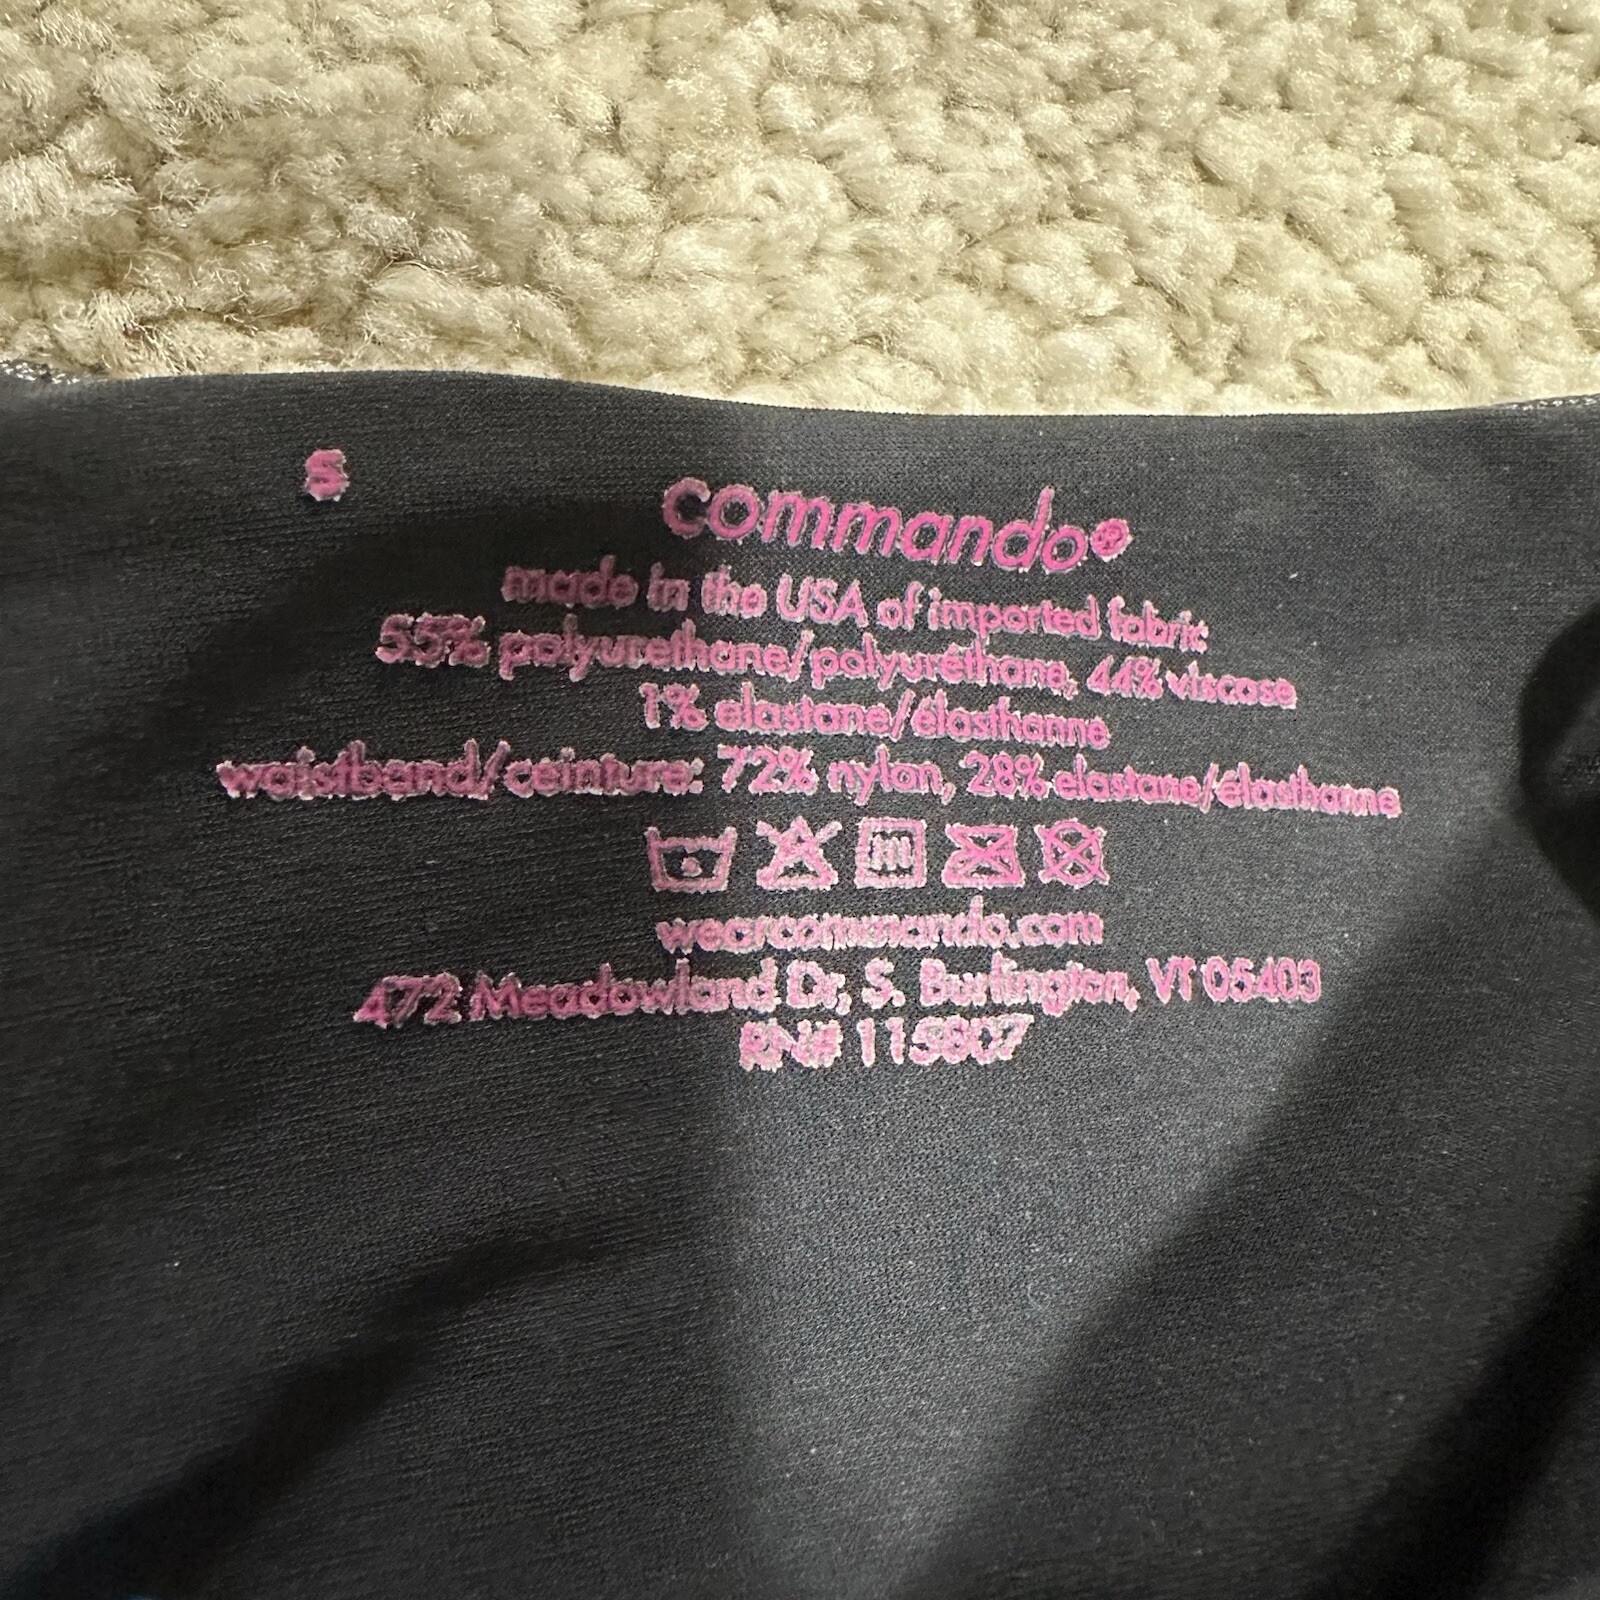 S
commando®
made in the USA of imported fabric
55% polyurethane/polyuréthane, 44% viscose
1% elastane/élasthanne
waistband/ceinture: 72% nylon, 28% elastane/élasthanne
wearcommando.com
472 Meadowland Dr, S. Burlington, VT 05403
RN# 115807